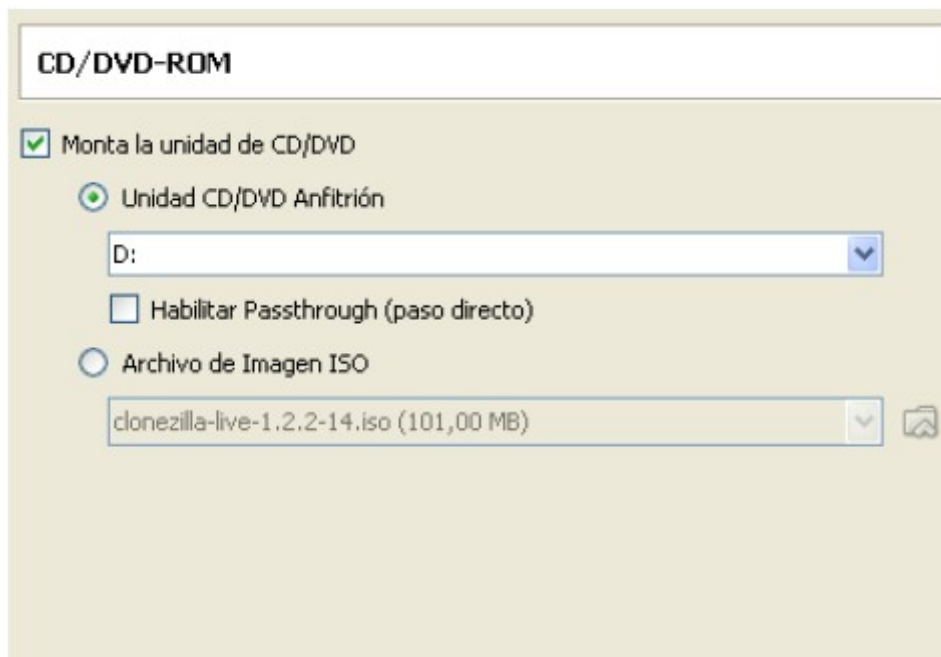 CD/DVD-ROM
Monta la unidad de CD/DVD
Unidad CD/DVD Anfitrión
D:
Habilitar Passthrough (paso directo)
Archivo de Imagen ISO
clonezilla-live-1.2.2-14.iso (101,00 MB)